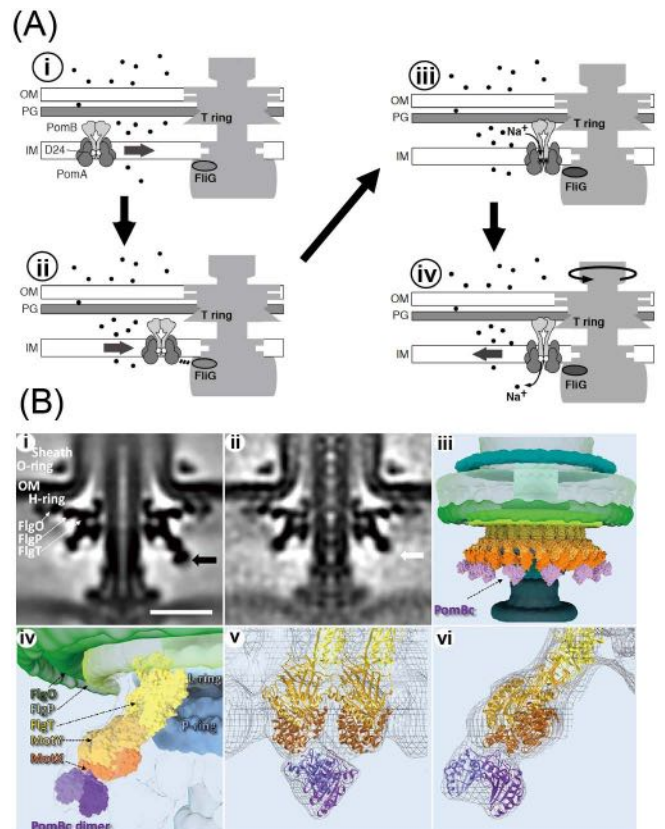 (A)
i
OM
PG
T ring
PomB
IM
D24
PomA
FliG
ii
OM
PG
T ring
IM
FliG
iii
OM
PG
T ring
Na+
IM
FliG
iv
OM
PG
T ring
IM
FliG
Na+
(B)
i
Sheath
O-ring
OM
H-ring
FlgO
FlgP
FlgT
ii
iii
PomBc
iv
FlgO
FlgP
FlgT
MotY
MotX
L-ring
P-ring
PomBc dimer
v
vi